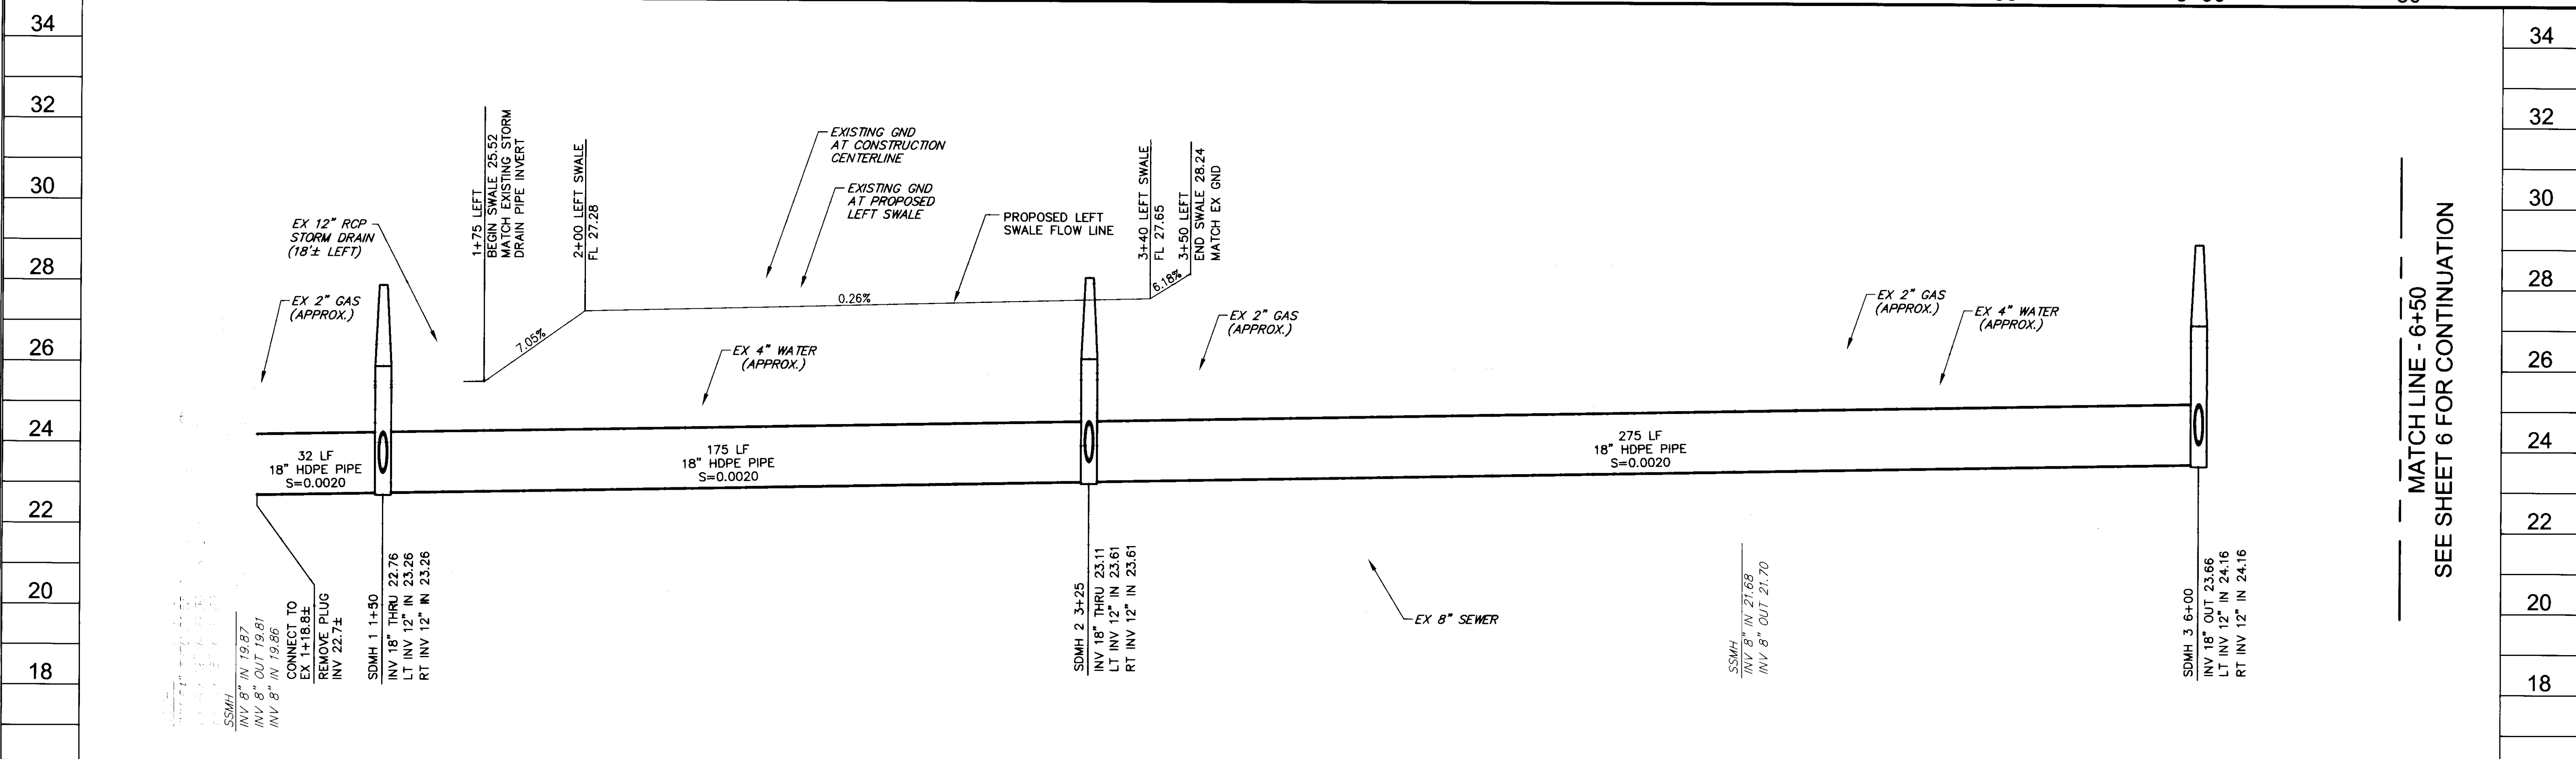 34
32
30
28
26
24
22
20
18
EX 12" RCP
STORM DRAIN
(18'± LEFT)
EX 2" GAS
(APPROX.)
1+75 LEFT
BEGIN SWALE 25.52
MATCH EXISTING STORM
DRAIN PIPE INVERT
2+00 LEFT SWALE
FL 27.28
7.05%
EXISTING GND
AT CONSTRUCTION
CENTERLINE
EXISTING GND
AT PROPOSED
LEFT SWALE
PROPOSED LEFT
SWALE FLOW LINE
0.26%
3+40 LEFT SWALE
FL 27.65
3+50 LEFT
END SWALE 28.24
MATCH EX GND
6.18%
EX 4" WATER
(APPROX.)
EX 2" GAS
(APPROX.)
EX 2" GAS
(APPROX.)
EX 4" WATER
(APPROX.)
32 LF
18" HDPE PIPE
S=0.0020
175 LF
18" HDPE PIPE
S=0.0020
275 LF
18" HDPE PIPE
S=0.0020
SSMH
INV 8" IN 19.87
INV 8" OUT 19.81
INV 8" IN 19.86
CONNECT TO
EX 1+18.8±
REMOVE PLUG
INV 22.7±
SDMH 1 1+50
INV 18" THRU 22.76
LT INV 12" IN 23.26
RT INV 12" IN 23.26
SDMH 2 3+25
INV 18" THRU 23.11
LT INV 12" IN 23.61
RT INV 12" IN 23.61
EX 8" SEWER
SSMH
INV 8" IN 21.68
INV 8" OUT 21.70
SDMH 3 6+00
INV 18" OUT 23.66
LT INV 12" IN 24.16
RT INV 12" IN 24.16
MATCH LINE - 6+50
SEE SHEET 6 FOR CONTINUATION
34
32
30
28
26
24
22
20
18